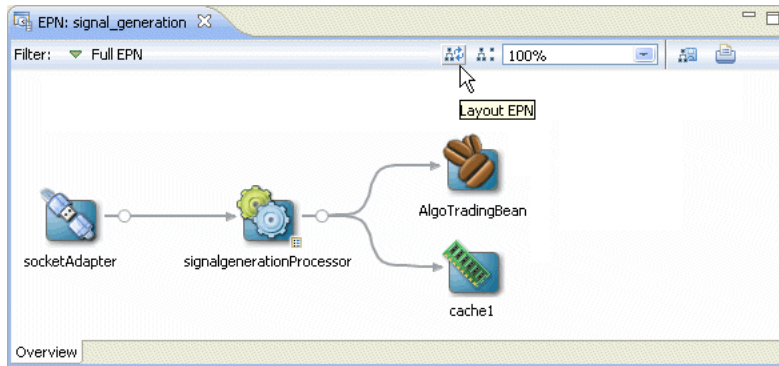 EPN: signal_generation
Filter: Full EPN 100%
Layout EPN
AlgoTradingBean
socketAdapter signalgenerationProcessor
cache1
Overview